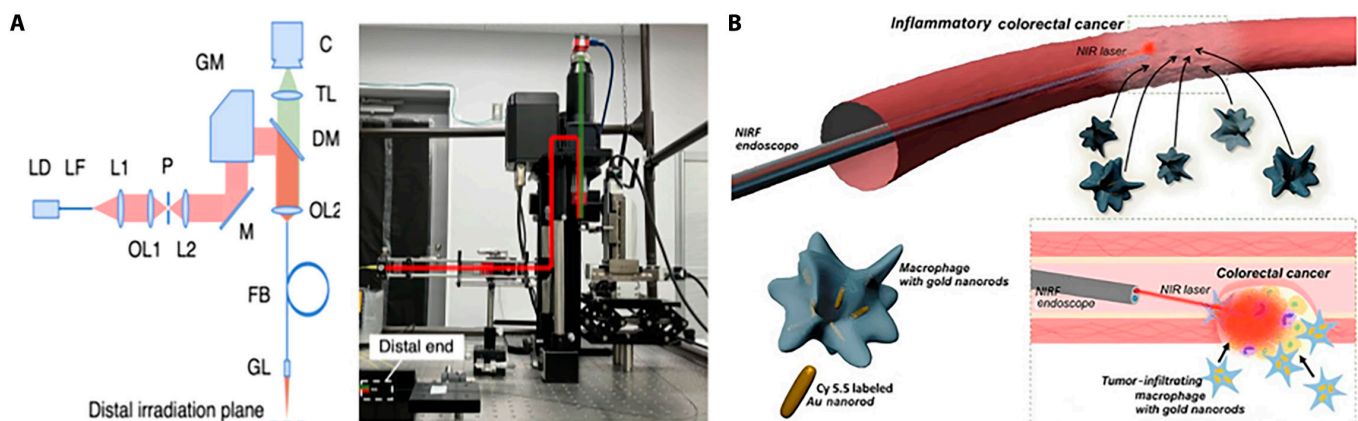 A
C
GM
TL
DM
LD LF L1 P
OL2
M
OL1 L2
FB
GL
Distal irradiation plane
Distal end
B
Inflammatory colorectal cancer
NIR laser
NIRF
endoscope
Macrophage
with gold nanorods
Cy 5.5 labeled
Au nanorod
Colorectal cancer
NIR laser
NIRF
endoscope
Tumor-infiltrating
macrophage
with gold nanorods